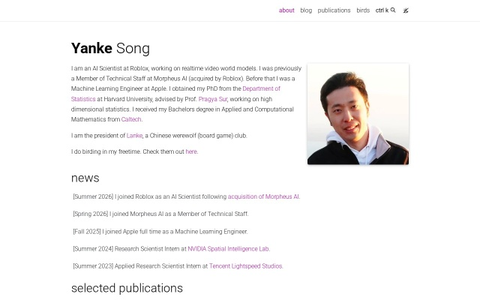 about blog publications birds ctrl k
Yanke Song
I am an AI Scientist at Roblox, working on realtime video world models. I was previously
a Member of Technical Staff at Morpheus AI (acquired by Roblox). Before that I was a
Machine Learning Engineer at Apple. I obtained my PhD from the Department of
Statistics at Harvard University, advised by Prof. Pragya Sur, working on high
dimensional statistics. I received my Bachelors degree in Applied and Computational
Mathematics from Caltech.
I am the president of Lanke, a Chinese werewolf (board game) club.
I do birding in my freetime. Check them out here.
news
[Summer 2026] I joined Roblox as an AI Scientist following acquisition of Morpheus AI.
[Spring 2026] I joined Morpheus AI as a Member of Technical Staff.
[Fall 2025] I joined Apple full time as a Machine Learning Engineer.
[Summer 2024] Research Scientist Intern at NVIDIA Spatial Intelligence Lab.
[Summer 2023] Applied Research Scientist Intern at Tencent Lightspeed Studios.
selected publications